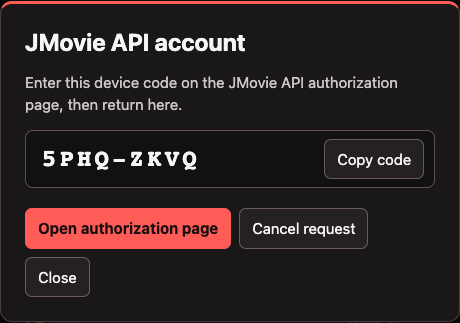 JMovie API account
Enter this device code on the JMovie API authorization
page, then return here.
5PHQ-ZKVQ
Copy code
Open authorization page
Cancel request
Close